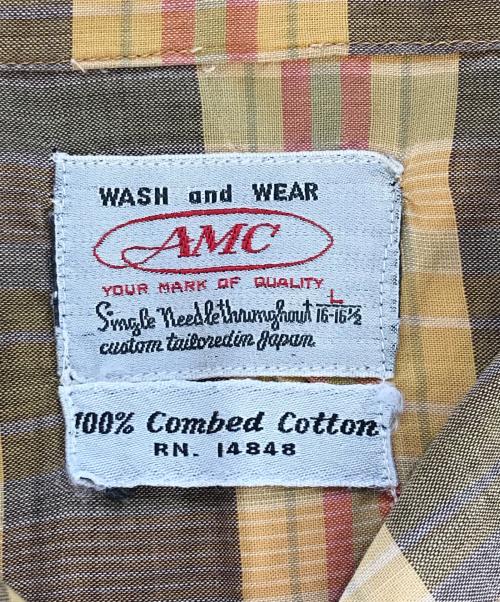 WASH and WEAR
AMC
YOUR MARK OF QUALITY
Single Needle throughout L 16-16½
custom tailored in Japan
100% Combed Cotton
RN. 14848